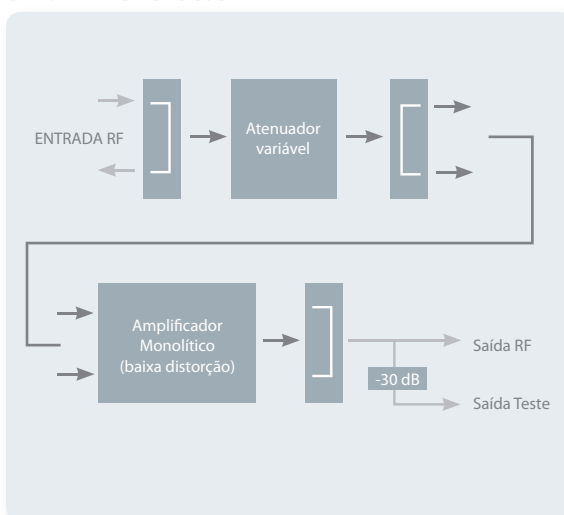 ENTRADA RF
Atenuador
variável
Amplificador
Monolítico
(baixa distorção)
Saída RF
-30 dB
Saída Teste